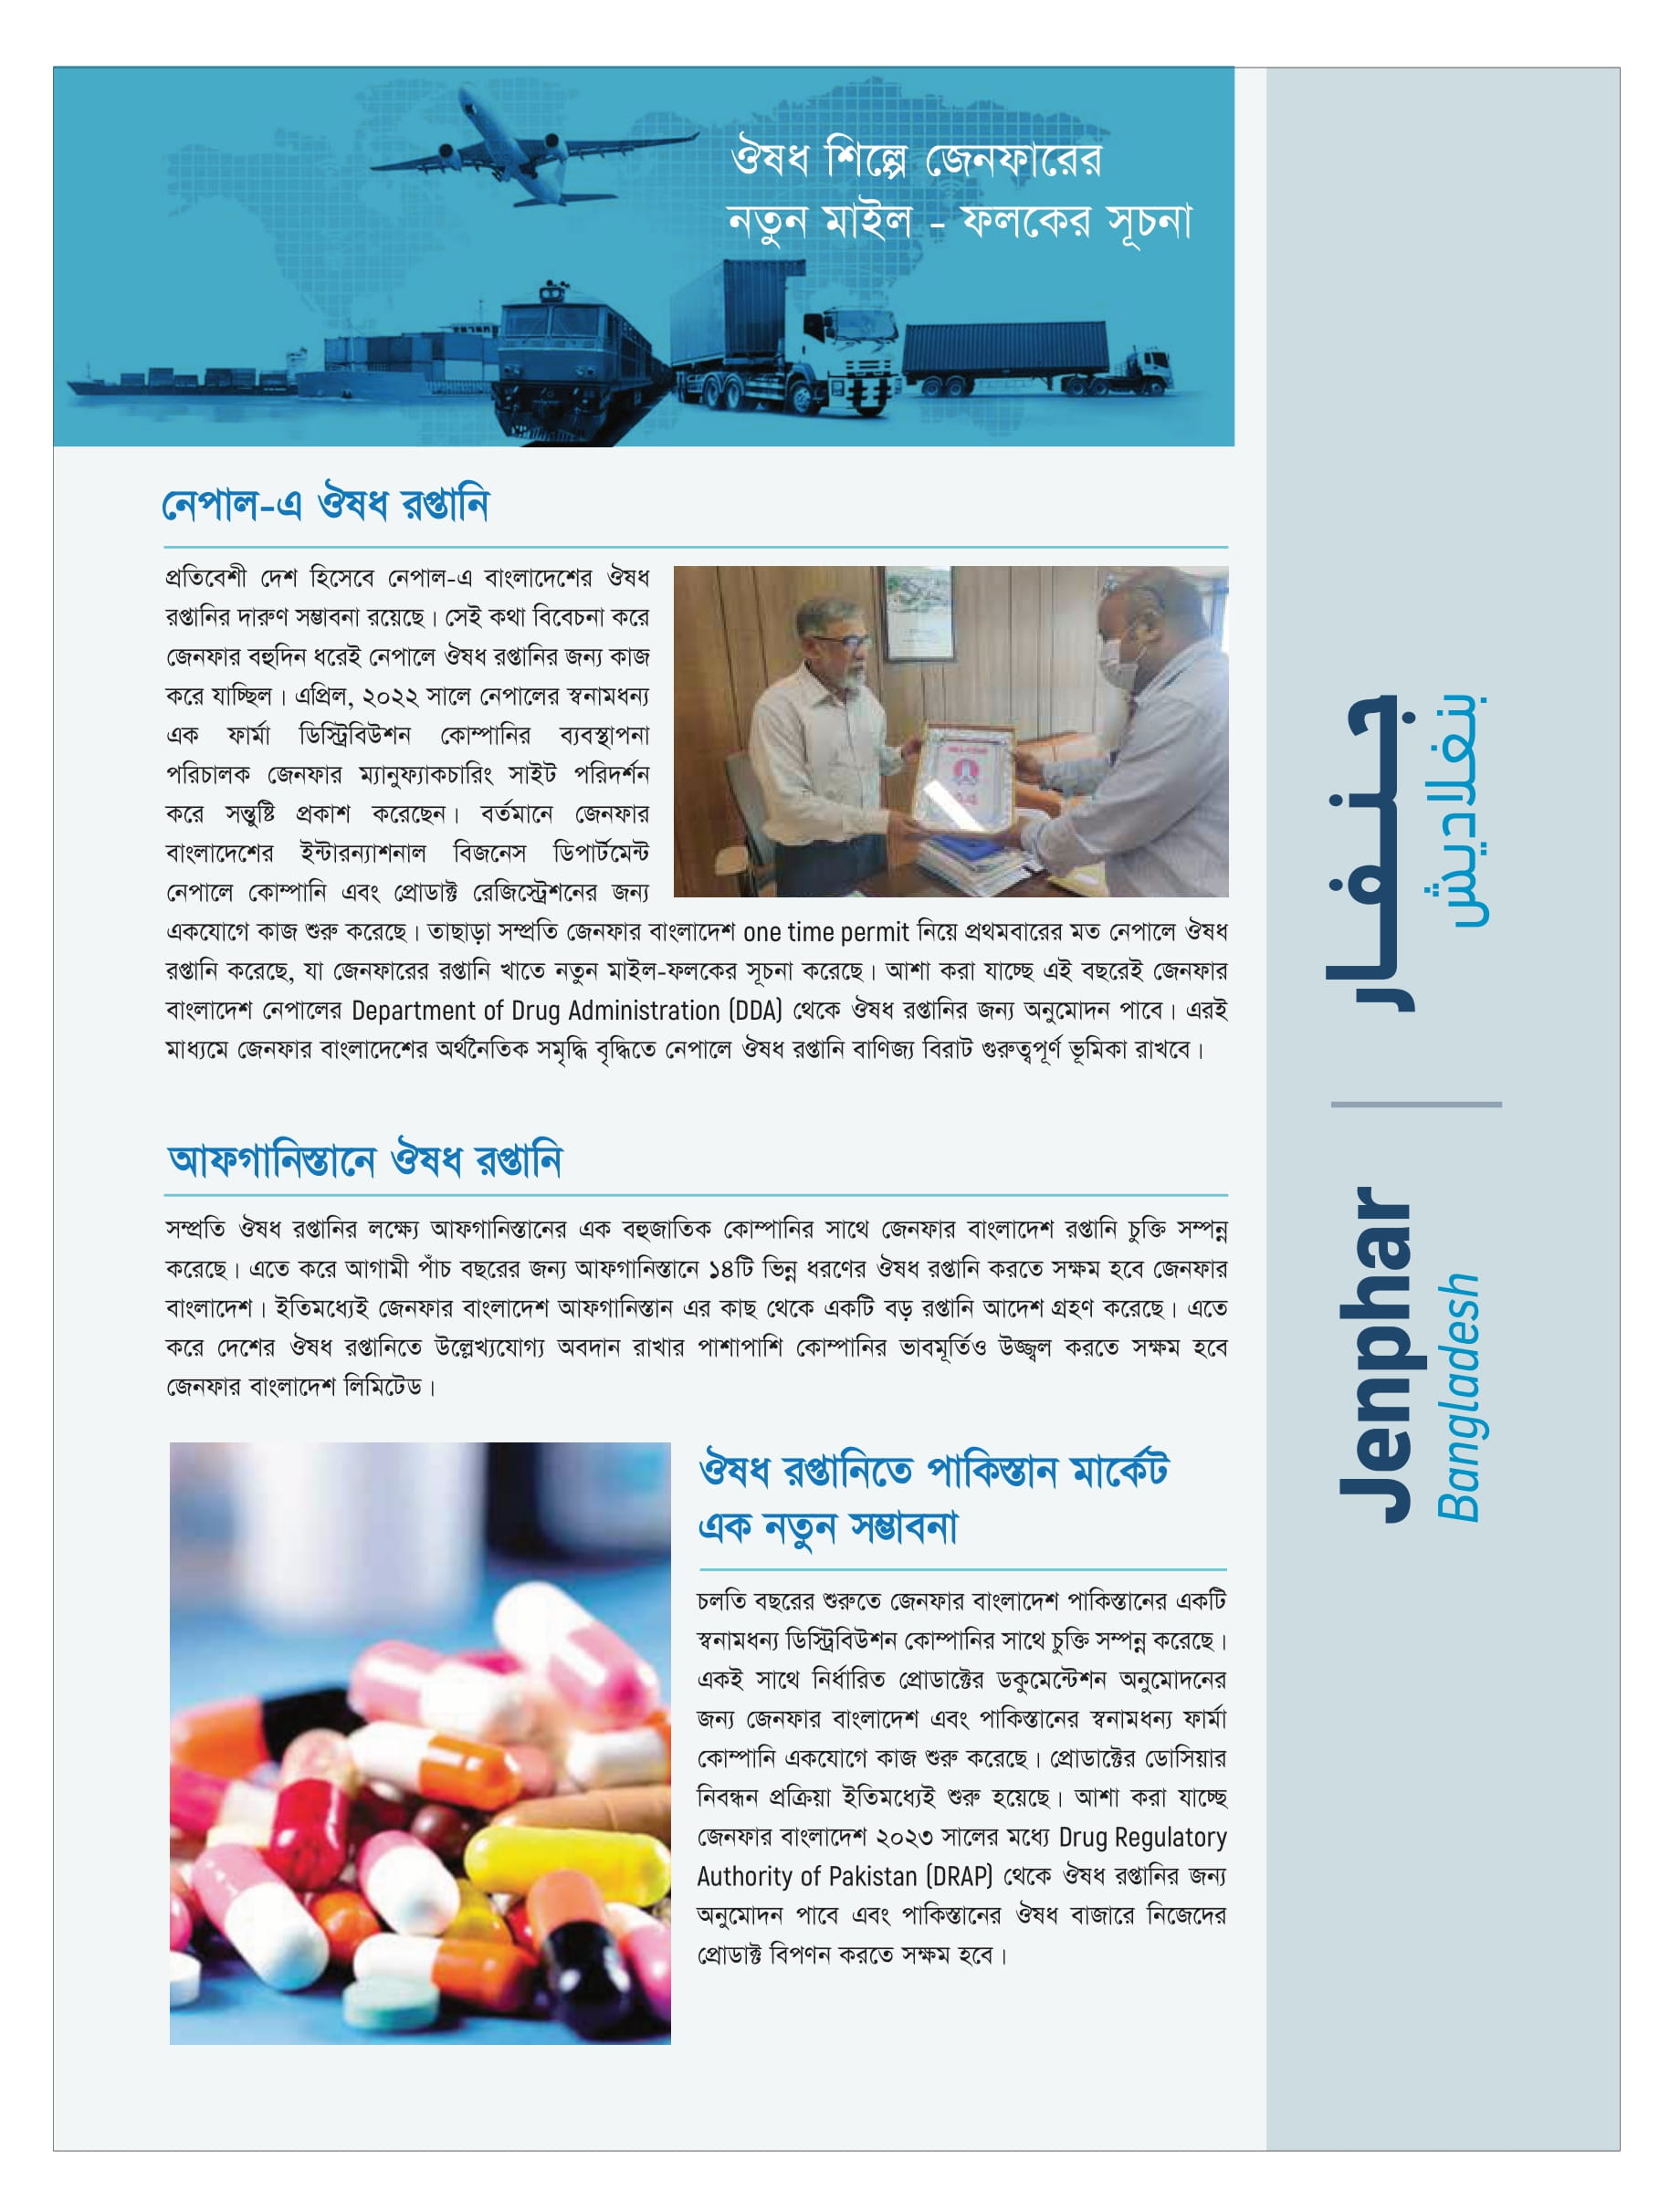 ঔষধ শিল্পে জেনফারের
নতুন মাইল - ফলকের সূচনা
নেপাল-এ ঔষধ রপ্তানি
প্রতিবেশী দেশ হিসেবে নেপাল-এ বাংলাদেশের ঔষধ
রপ্তানির দারুণ সম্ভাবনা রয়েছে। সেই কথা বিবেচনা করে
জেনফার বহুদিন ধরেই নেপালে ঔষধ রপ্তানির জন্য কাজ
করে যাচ্ছিল। এপ্রিল, ২০২২ সালে নেপালের স্বনামধন্য
এক ফার্মা ডিস্ট্রিবিউশন কোম্পানির ব্যবস্থাপনা
পরিচালক জেনফার ম্যানুফ্যাকচারিং সাইট পরিদর্শন
করে সন্তুষ্টি প্রকাশ করেছেন। বর্তমানে জেনফার
বাংলাদেশের ইন্টারন্যাশনাল বিজনেস ডিপার্টমেন্ট
নেপালে কোম্পানি এবং প্রোডাক্ট রেজিস্ট্রেশনের জন্য
একযোগে কাজ শুরু করেছে। তাছাড়া সম্প্রতি জেনফার বাংলাদেশ one time permit নিয়ে প্রথমবারের মত নেপালে ঔষধ
রপ্তানি করেছে, যা জেনফারের রপ্তানি খাতে নতুন মাইল-ফলকের সূচনা করেছে। আশা করা যাচ্ছে এই বছরেই জেনফার
বাংলাদেশ নেপালের Department of Drug Administration (DDA) থেকে ঔষধ রপ্তানির জন্য অনুমোদন পাবে। এরই
মাধ্যমে জেনফার বাংলাদেশের অর্থনৈতিক সমৃদ্ধি বৃদ্ধিতে নেপালে ঔষধ রপ্তানি বাণিজ্য বিরাট গুরুত্বপূর্ণ ভূমিকা রাখবে।
আফগানিস্তানে ঔষধ রপ্তানি
সম্প্রতি ঔষধ রপ্তানির লক্ষ্যে আফগানিস্তানের এক বহুজাতিক কোম্পানির সাথে জেনফার বাংলাদেশ রপ্তানি চুক্তি সম্পন্ন
করেছে। এতে করে আগামী পাঁচ বছরের জন্য আফগানিস্তানে ১৪টি ভিন্ন ধরণের ঔষধ রপ্তানি করতে সক্ষম হবে জেনফার
বাংলাদেশ। ইতিমধ্যেই জেনফার বাংলাদেশ আফগানিস্তান এর কাছ থেকে একটি বড় রপ্তানি আদেশ গ্রহণ করেছে। এতে
করে দেশের ঔষধ রপ্তানিতে উল্লেখ্যযোগ্য অবদান রাখার পাশাপাশি কোম্পানির ভাবমূর্তিও উজ্জ্বল করতে সক্ষম হবে
জেনফার বাংলাদেশ লিমিটেড।
ঔষধ রপ্তানিতে পাকিস্তান মার্কেট
এক নতুন সম্ভাবনা
চলতি বছরের শুরুতে জেনফার বাংলাদেশ পাকিস্তানের একটি
স্বনামধন্য ডিস্ট্রিবিউশন কোম্পানির সাথে চুক্তি সম্পন্ন করেছে।
একই সাথে নির্ধারিত প্রোডাক্টের ডকুমেন্টেশন অনুমোদনের
জন্য জেনফার বাংলাদেশ এবং পাকিস্তানের স্বনামধন্য ফার্মা
কোম্পানি একযোগে কাজ শুরু করেছে। প্রোডাক্টের ডোসিয়ার
নিবন্ধন প্রক্রিয়া ইতিমধ্যেই শুরু হয়েছে। আশা করা যাচ্ছে
জেনফার বাংলাদেশ ২০২৩ সালের মধ্যে Drug Regulatory
Authority of Pakistan (DRAP) থেকে ঔষধ রপ্তানির জন্য
অনুমোদন পাবে এবং পাকিস্তানের ঔষধ বাজারে নিজেদের
প্রোডাক্ট বিপণন করতে সক্ষম হবে।
Jenphar
Bangladesh
جنفار
بنغلاديش